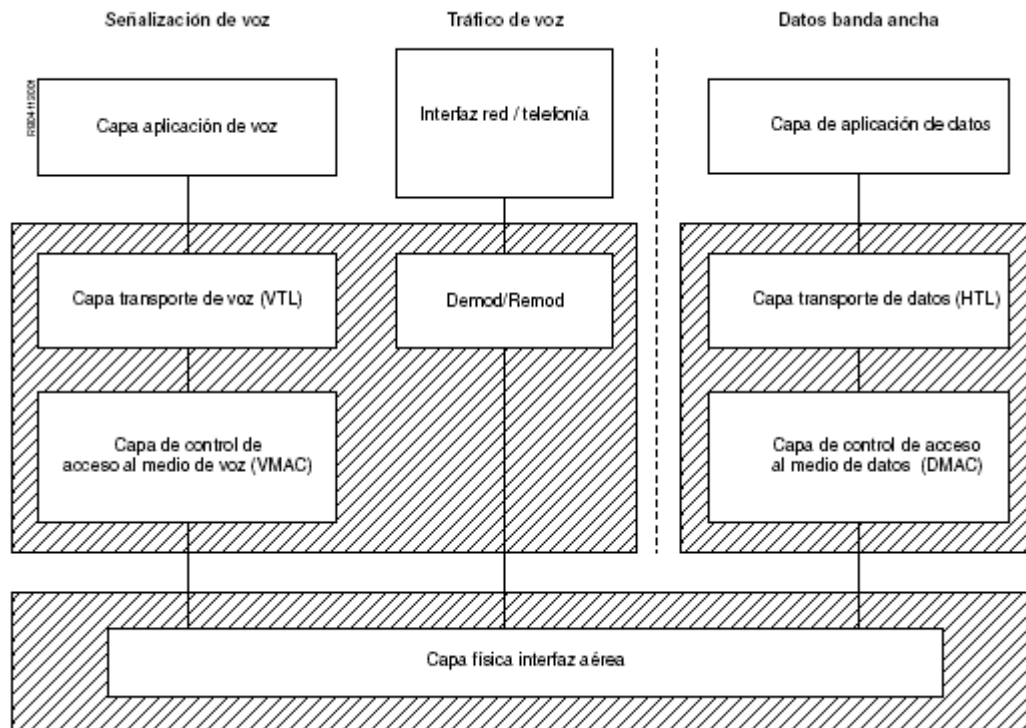 Señalización de voz
Tráfico de voz
Datos banda ancha
Capa aplicación de voz
Interfaz red / telefonía
Capa de aplicación de datos
Capa transporte de voz (VTL)
Demod/Remod
Capa transporte de datos (HTL)
Capa de control de
acceso al medio de voz (VMAC)
Capa de control de acceso
al medio de datos (DMAC)
Capa física interfaz aérea